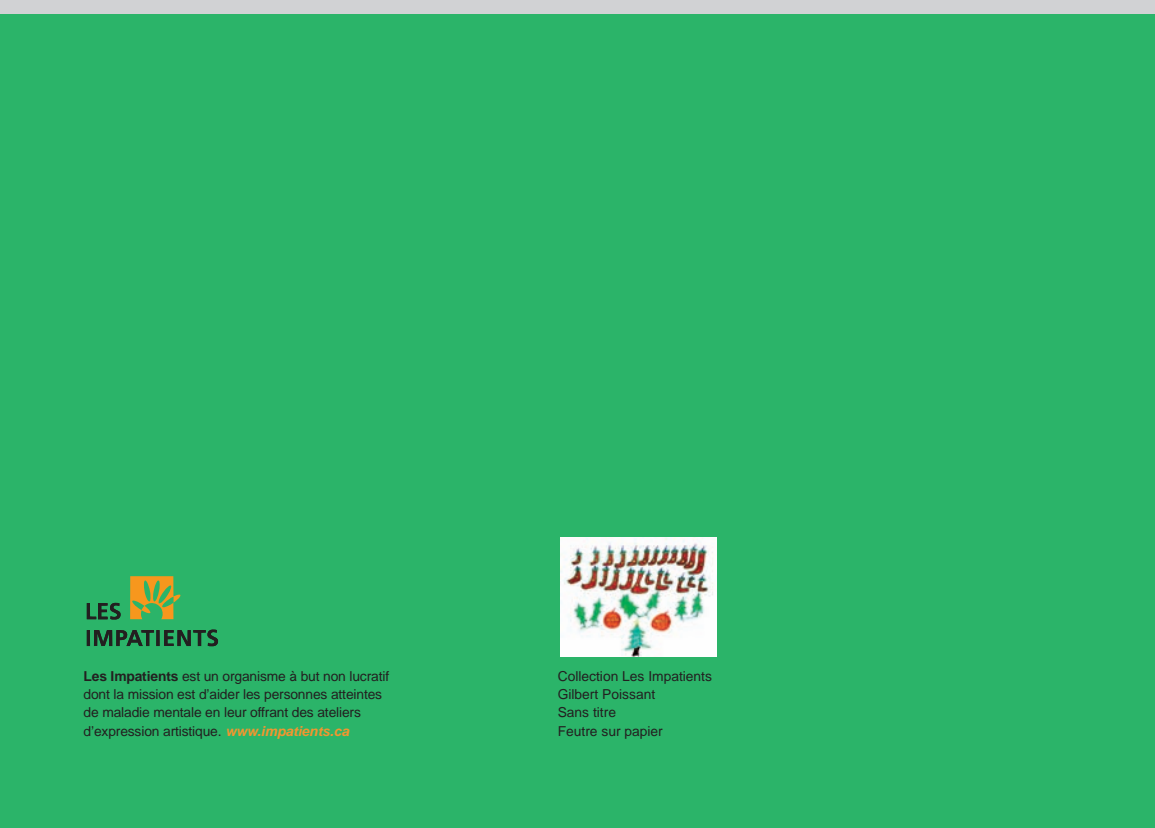 LES
IMPATIENTS
Les Impatients est un organisme à but non lucratif
dont la mission est d'aider les personnes atteintes
de maladie mentale en leur offrant des ateliers
d'expression artistique. www.impatients.ca
Collection Les Impatients
Gilbert Poissant
Sans titre
Feutre sur papier